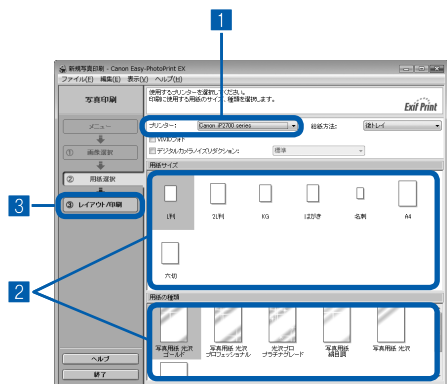 1
新規写真印刷 - Canon Easy-PhotoPrint EX
ファイル(F) 編集(E) 表示(V) ヘルプ(H)
写真印刷
使用するプリンターを選択してください。
印刷に使用する用紙のサイズ、種類を選択します。
Exif Print
メニュー
プリンター: Canon iP2700 series
給紙方法: 後トレイ
VIVIDフォト
① 画像選択
デジタルカメラノイズリダクション: 標準
② 用紙選択
用紙サイズ
3
③ レイアウト/印刷
L判 2L判 KG はがき 名刺 A4
六切
2
用紙の種類
写真用紙 光沢 ゴールド
写真用紙 光沢 プロフェッショナル
光沢プロ プラチナグレード
写真用紙 絹目調
写真用紙 光沢
ヘルプ
終了